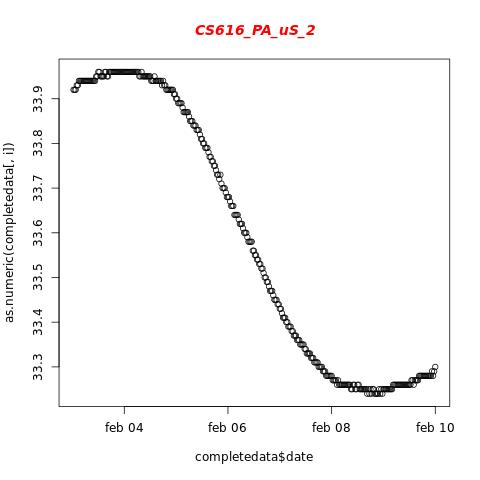 CS616_PA_uS_2
as.numeric(completedata[, i])
33.9
33.8
33.7
33.6
33.5
33.4
33.3
feb 04
feb 06
feb 08
feb 10
completedata$date